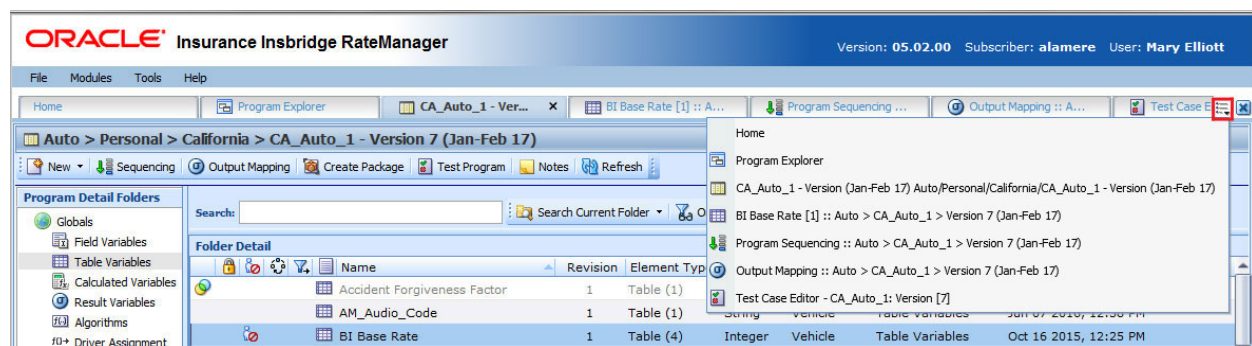 ORACLE® Insurance Insbridge RateManager
Version: 05.02.00 Subscriber: alamere User: Mary Elliott
File Modules Tools Help
Home Program Explorer CA_Auto_1 - Ver... BI Base Rate [1] :: A... Program Sequencing ... Output Mapping :: A... Test Case E
Auto > Personal > California > CA_Auto_1 - Version 7 (Jan-Feb 17)
New Sequencing Output Mapping Create Package Test Program Notes Refresh
Program Detail Folders
Globals
Field Variables
Table Variables
Calculated Variables
Result Variables
Algorithms
Driver Assignment
Search: Search Current Folder O
Folder Detail
Name Revision Element Typ
Accident Forgiveness Factor 1 Table (1)
AM_Audio_Code 1 Table (1)
BI Base Rate 1 Table (4) Integer Vehicle Table Variables Oct 16 2015, 12:25 PM
Home
Program Explorer
CA_Auto_1 - Version (Jan-Feb 17) Auto/Personal/California/CA_Auto_1 - Version (Jan-Feb 17)
BI Base Rate [1] :: Auto > CA_Auto_1 > Version 7 (Jan-Feb 17)
Program Sequencing :: Auto > CA_Auto_1 > Version 7 (Jan-Feb 17)
Output Mapping :: Auto > CA_Auto_1 > Version 7 (Jan-Feb 17)
Test Case Editor - CA_Auto_1: Version [7]